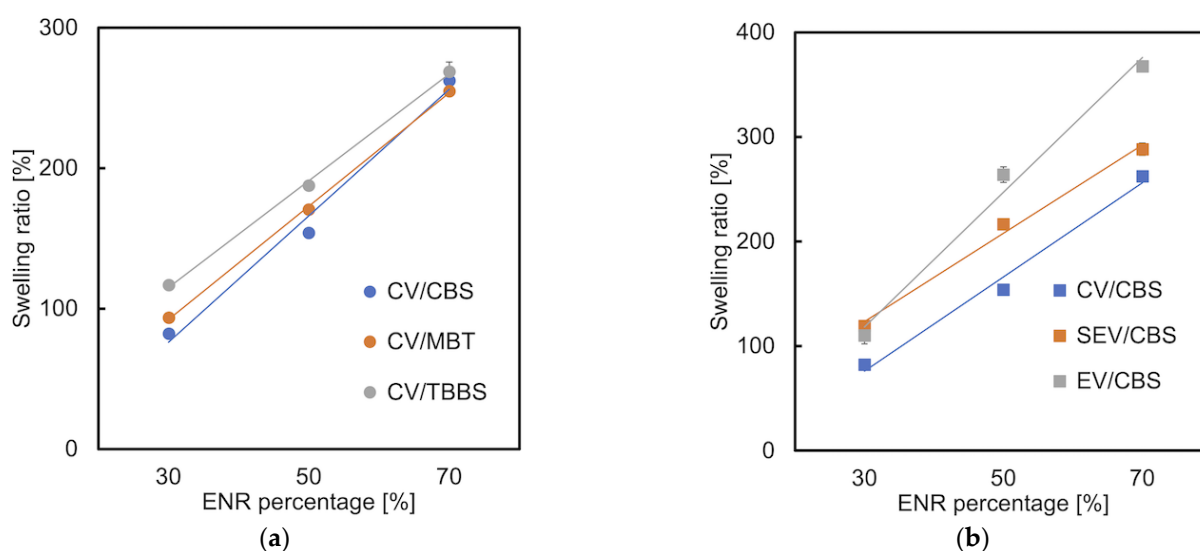 300
200
100
0
Swelling ratio [%]
CV/CBS
CV/MBT
CV/TBBS
30 50 70
ENR percentage [%]
(a)
400
300
200
100
0
Swelling ratio [%]
CV/CBS
SEV/CBS
EV/CBS
30 50 70
ENR percentage [%]
(b)